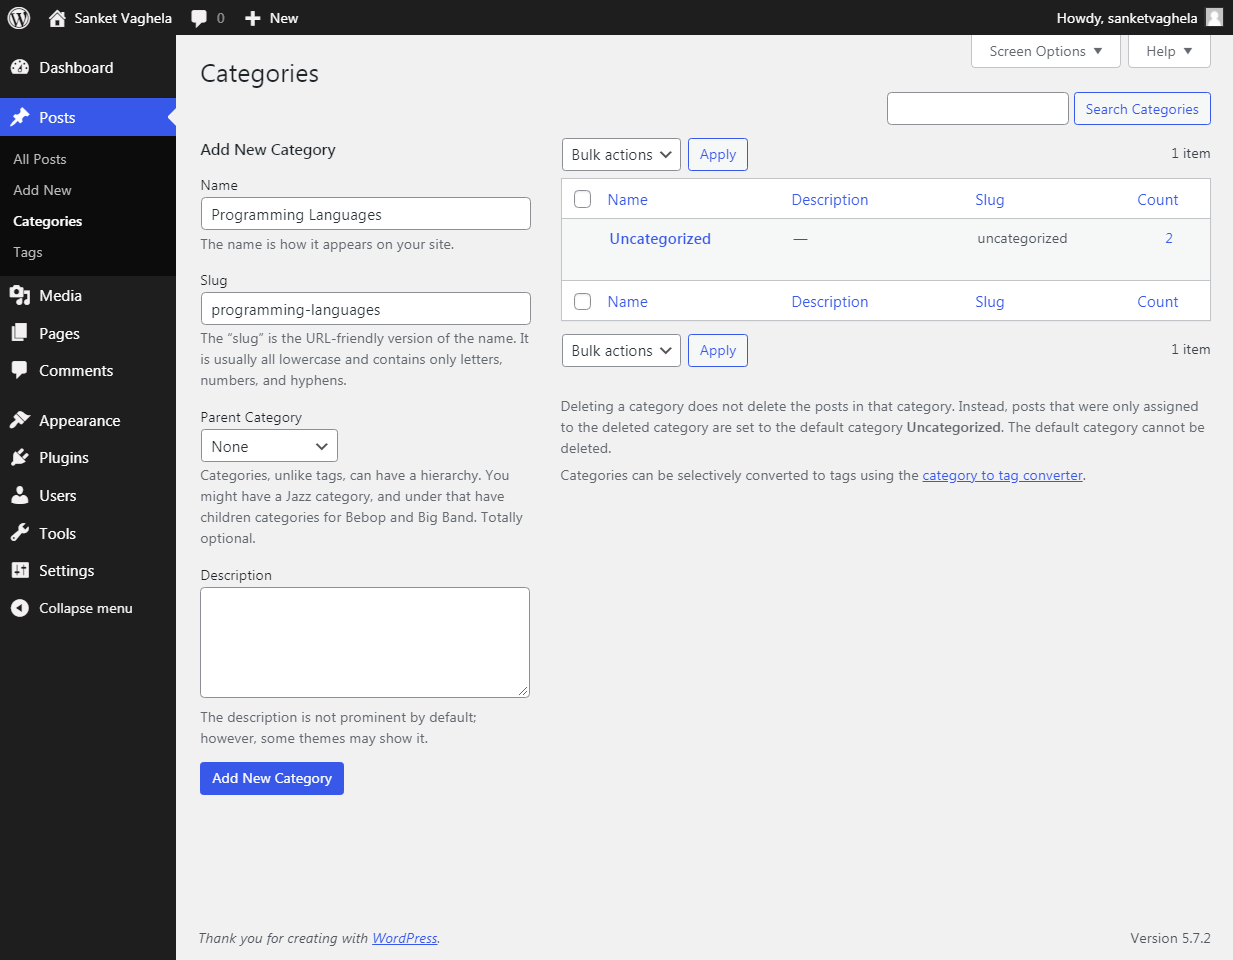 Sanket Vaghela 0 New Howdy, sanketvaghela
Screen Options Help
Dashboard
Posts
All Posts
Add New
Categories
Tags
Media
Pages
Comments
Appearance
Plugins
Users
Tools
Settings
Collapse menu
Categories
Search Categories
Add New Category
Name
Programming Languages
The name is how it appears on your site.
Slug
programming-languages
The “slug” is the URL-friendly version of the name. It
is usually all lowercase and contains only letters,
numbers, and hyphens.
Parent Category
None
Categories, unlike tags, can have a hierarchy. You
might have a Jazz category, and under that have
children categories for Bebop and Big Band. Totally
optional.
Description
The description is not prominent by default;
however, some themes may show it.
Add New Category
Bulk actions Apply 1 item
Name Description Slug Count
Uncategorized — uncategorized 2
Name Description Slug Count
Bulk actions Apply 1 item
Deleting a category does not delete the posts in that category. Instead, posts that were only assigned
to the deleted category are set to the default category Uncategorized. The default category cannot be
deleted.
Categories can be selectively converted to tags using the category to tag converter.
Thank you for creating with WordPress. Version 5.7.2